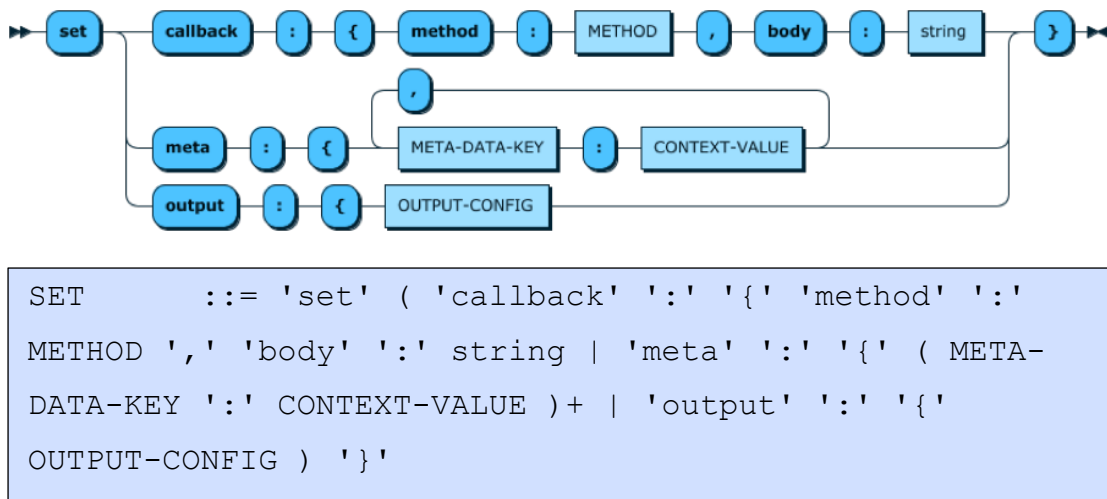 set callback : { method : METHOD , body : string }
,
meta : { META-DATA-KEY : CONTEXT-VALUE
output : { OUTPUT-CONFIG
SET ::= 'set' ( 'callback' ':' '{' 'method' ':'
METHOD ',' 'body' ':' string | 'meta' ':' '{' ( META-
DATA-KEY ':' CONTEXT-VALUE )+ | 'output' ':' '{'
OUTPUT-CONFIG ) '}'